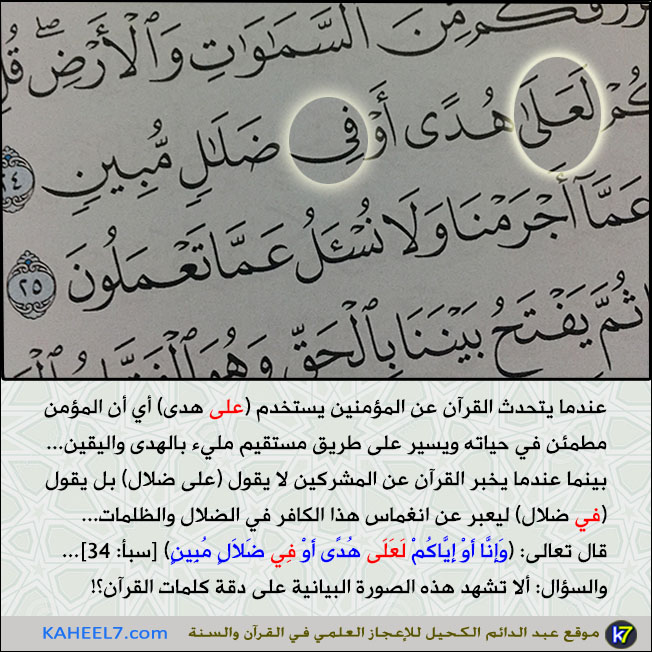 قُلِ
مِّنَ ٱلسَّمَٰوَٰتِ وَٱلْأَرْضِ ۖ
لَعَلَىٰ هُدًى أَوْ فِى ضَلَٰلٍ مُّبِينٍ
عَمَّآ أَجْرَمْنَا وَلَا نُسْـَٔلُ عَمَّا تَعْمَلُونَ ٢٥
ثُمَّ يَفْتَحُ بَيْنَنَا بِٱلْحَقِّ وَهُوَ
عندما يتحدث القرآن عن المؤمنين يستخدم (على هدى) أي أن المؤمن
مطمئن في حياته ويسير على طريق مستقيم مليء بالهدى واليقين...
بينما عندما يخبر القرآن عن المشركين لا يقول (على ضلال) بل يقول
(في ضلال) ليعبر عن انغماس هذا الكافر في الضلال والظلمات...
قال تعالى: (وَإِنَّا أَوْ إِيَّاكُمْ لَعَلَى هُدًى أَوْ فِي ضَلَالٍ مُبِينٍ) [سبأ: 34]...
والسؤال: ألا تشهد هذه الصورة البيانية على دقة كلمات القرآن؟!
موقع عبد الدائم الكحيل للإعجاز العلمي في القرآن والسنة - KAHEEL7.com